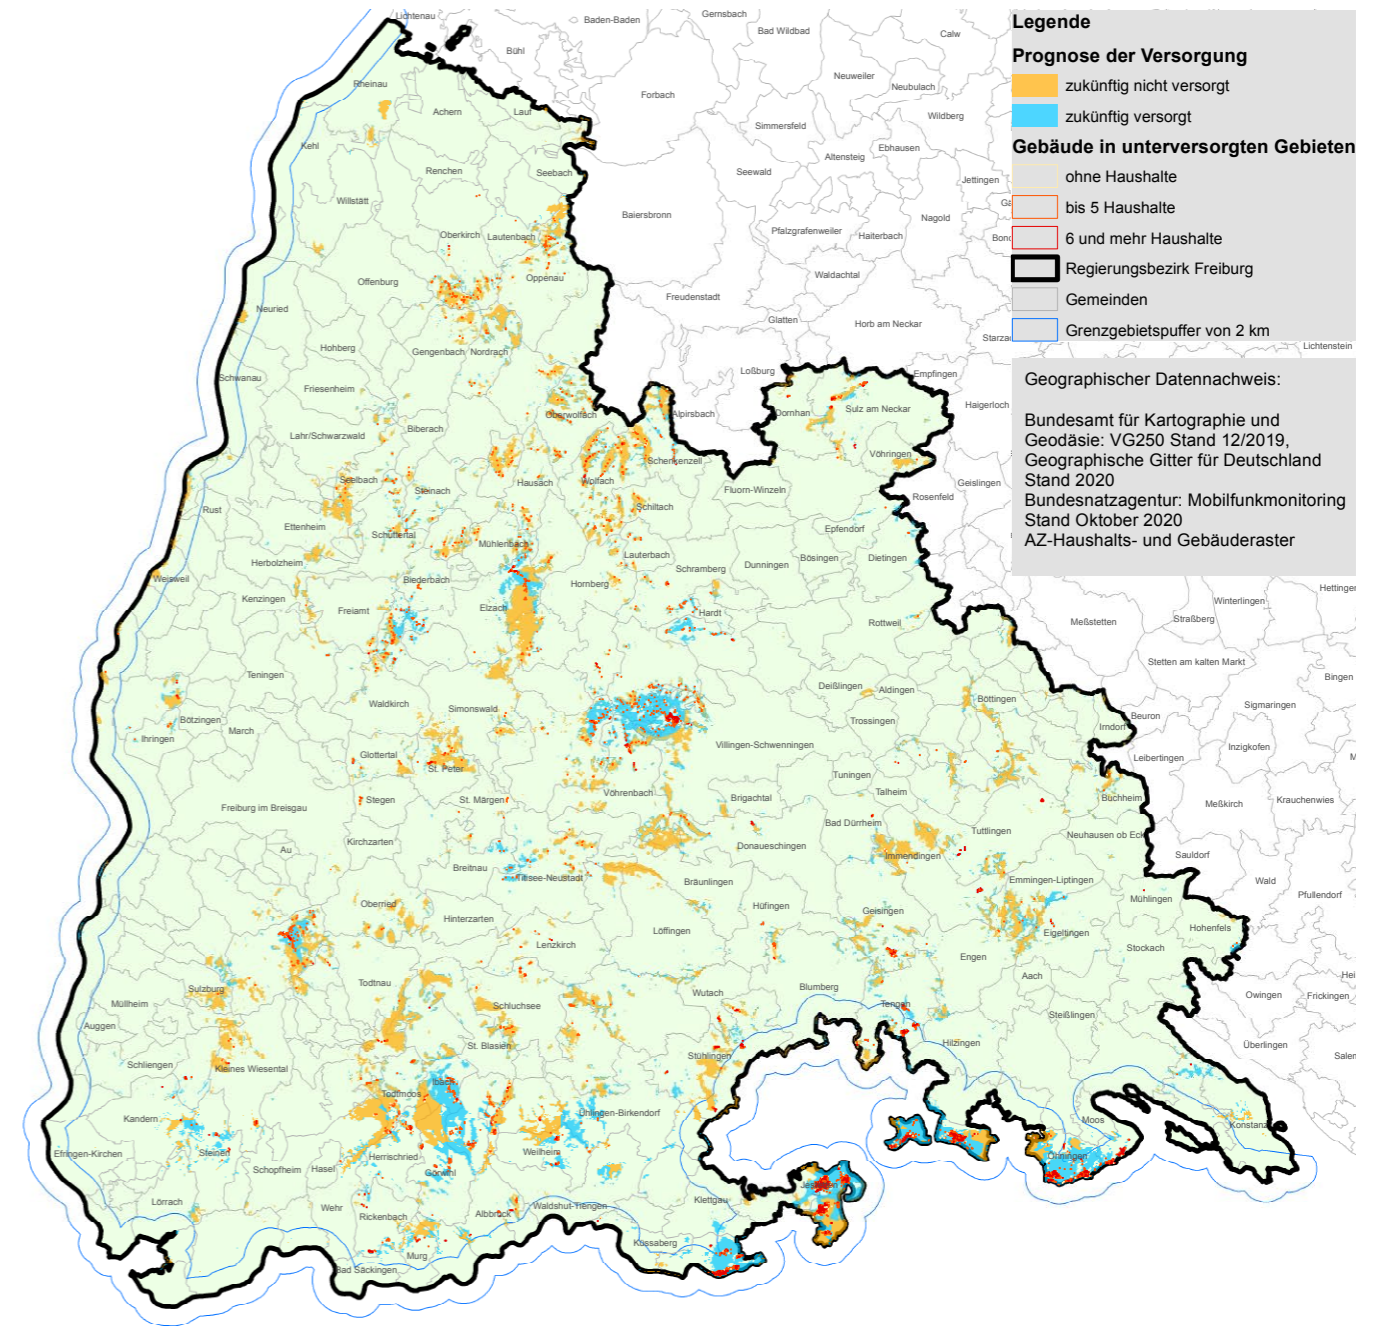 Legende
Prognose der Versorgung
zukünftig nicht versorgt
zukünftig versorgt
Gebäude in unterversorgten Gebieten
ohne Haushalte
bis 5 Haushalte
6 und mehr Haushalte
Regierungsbezirk Freiburg
Gemeinden
Grenzgebietspuffer von 2 km
Geographischer Datennachweis:
Bundesamt für Kartographie und
Geodäsie: VG250 Stand 12/2019,
Geographische Gitter für Deutschland
Stand 2020
Bundesnatzagentur: Mobilfunkmonitoring
Stand Oktober 2020
AZ-Haushalts- und Gebäuderaster
Lichtenau
Baden-Baden
Gernsbach
Bad Wildbad
Calw
Bühl
Neuweiler
Neubulach
Rheinau
Forbach
Achern
Lauf
Simmersfeld
Wildberg
Kehl
Ebhausen
Altensteig
Renchen
Seebach
Seewald
Jettingen
Willstätt
Baiersbronn
Nagold
Pfalzgrafenweiler
Haiterbach
Oberkirch
Lautenbach
Oppenau
Waldachtal
Offenburg
Freudenstadt
Neuried
Glatten
Horb am Neckar
Lichtenstein
Hohberg
Gengenbach
Nordrach
Schwanau
Friesenheim
Loßburg
Empfingen
Oberwolfach
Alpirsbach
Dornhan
Sulz am Neckar
Haigerloch
Biberach
Lahr/Schwarzwald
Vöhringen
Schenkenzell
Seelbach
Steinach
Hausach
Wolfach
Fluorn-Winzeln
Geislingen
Rosenfeld
Rust
Schiltach
Ettenheim
Schuttertal
Epfendorf
Mühlenbach
Herbolzheim
Lauterbach
Schramberg
Dunningen
Bösingen
Dietingen
Weisweil
Biederbach
Hornberg
Kenzingen
Freiamt
Elzach
Hardt
Rottweil
Hettingen
Winterlingen
Straßberg
Meßstetten
Stetten am kalten Markt
Bingen
Teningen
Deißlingen
Aldingen
Böttingen
Sigmaringen
Waldkirch
Simonswald
Bötzingen
Trossingen
Irndorf
Beuron
March
Ihringen
Villingen-Schwenningen
Inzigkofen
Glottertal
Leibertingen
St. Peter
Tuningen
Vöhrenbach
Talheim
Buchheim
Stegen
St. Märgen
Brigachtal
Meßkirch
Krauchenwies
Freiburg im Breisgau
Bad Dürrheim
Tuttlingen
Neuhausen ob Eck
Kirchzarten
Au
Donaueschingen
Immendingen
Sauldorf
Breitnau
Titisee-Neustadt
Bräunlingen
Emmingen-Liptingen
Wald
Mühlingen
Pfullendorf
Oberried
Hüfingen
Geisingen
Hinterzarten
Löffingen
Eigeltingen
Hohenfels
Lenzkirch
Stockach
Engen
Aach
Todtnau
Sulzburg
Blumberg
Wutach
Müllheim
Schluchsee
Tengen
Owingen
Frickingen
Auggen
Steißlingen
St. Blasien
Hilzingen
Überlingen
Schliengen
Stühlingen
Kleines Wiesental
Ibach
Todtmoos
Kandern
Ühlingen-Birkendorf
Moos
Konstanz
Efringen-Kirchen
Steinen
Weilheim
Herrischried
Öhningen
Schopfheim
Hasel
Görwihl
Jestetten
Lörrach
Wehr
Klettgau
Rickenbach
Albbruck
Waldshut-Tiengen
Küssaberg
Murg
Bad Säckingen